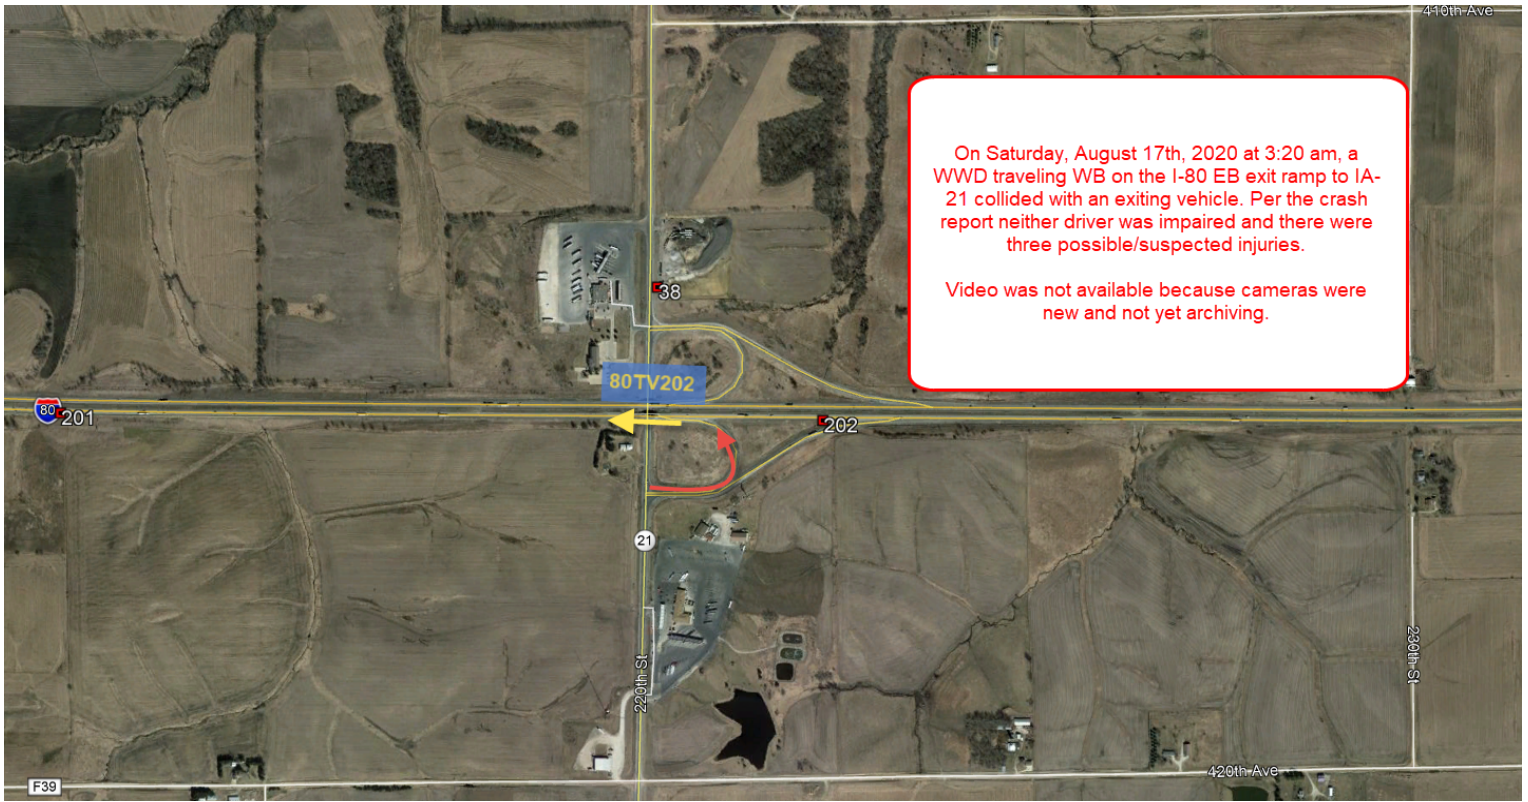 410th Ave
On Saturday, August 17th, 2020 at 3:20 am, a
WWD traveling WB on the I-80 EB exit ramp to IA-
21 collided with an exiting vehicle. Per the crash
report neither driver was impaired and there were
three possible/suspected injuries.
Video was not available because cameras were
new and not yet archiving.
38
80TV202
80
201
202
21
220th St
230th St
420th Ave
F39